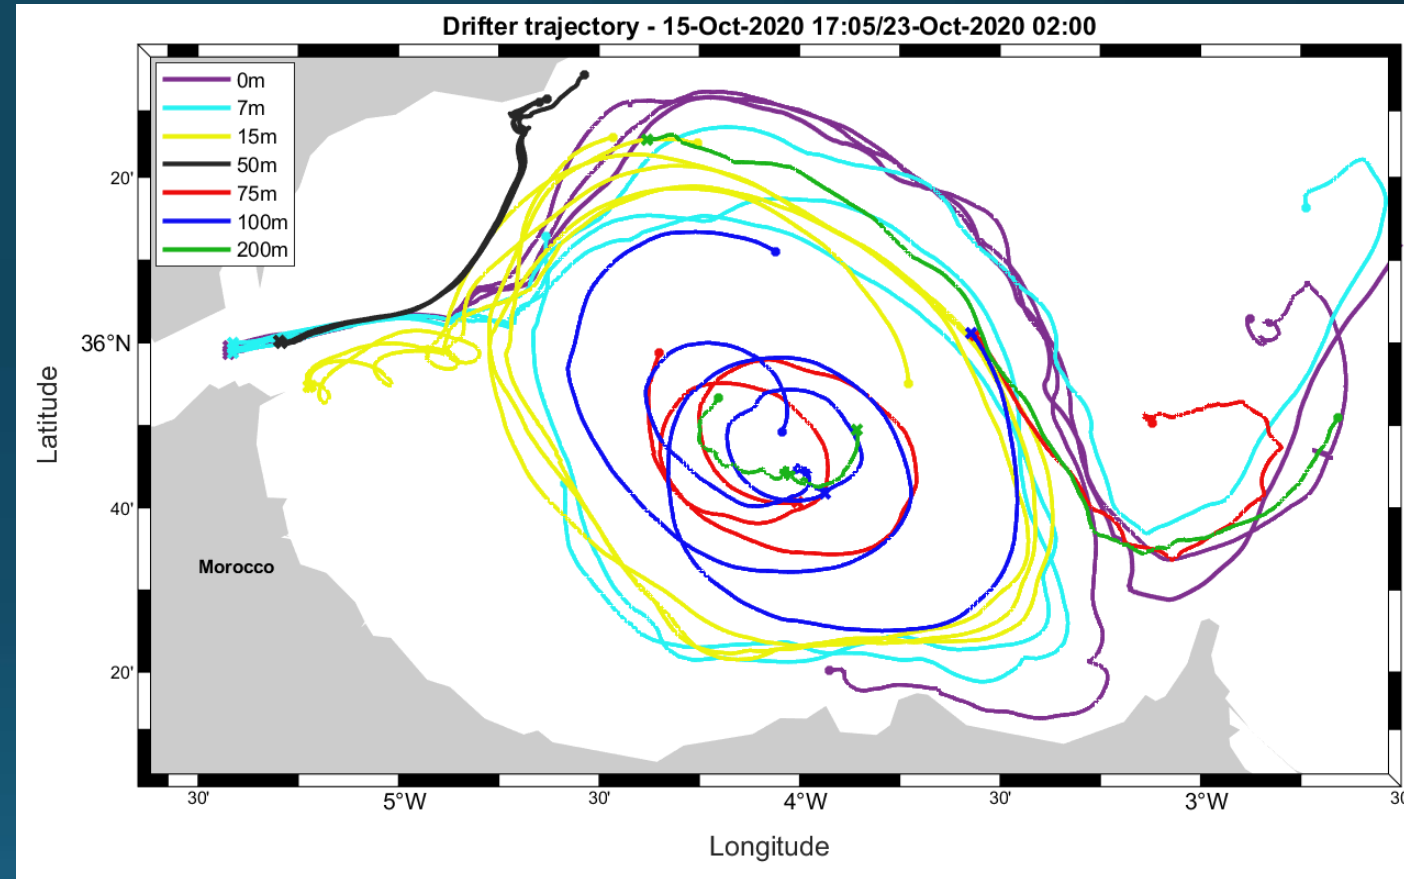 Drifter trajectory - 15-Oct-2020 17:05/23-Oct-2020 02:00
0m
7m
15m
50m
75m
100m
200m
20'
36°N
40'
20'
Latitude
Morocco
30'
5°W
30'
4°W
30'
3°W
30
Longitude